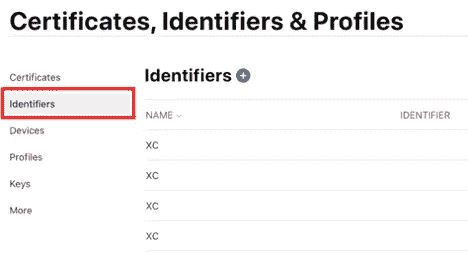 Certificates, Identifiers & Profiles
Certificates
Identifiers
Devices
Profiles
Keys
More
Identifiers
NAME IDENTIFIER
XC
XC
XC
XC